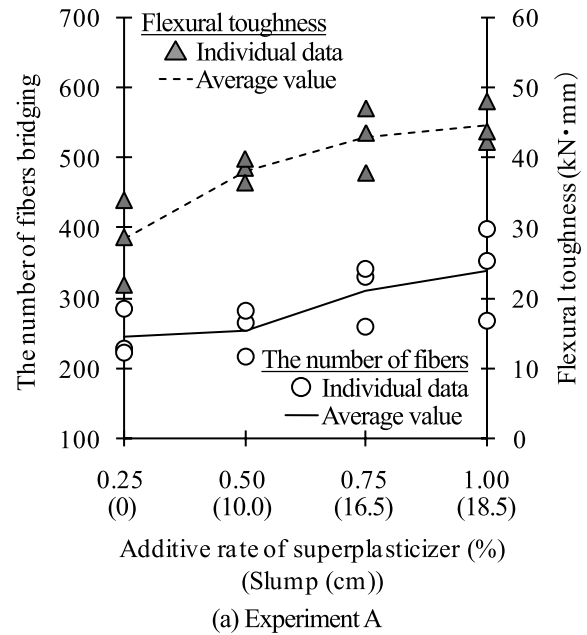 700
600
500
400
300
200
100
The number of fibers bridging
Flexural toughness
Individual data
Average value
60
50
40
30
20
10
0
Flexural toughness (kN・mm)
The number of fibers
Individual data
Average value
0.25 0.50 0.75 1.00
(0) (10.0) (16.5) (18.5)
Additive rate of superplasticizer (%)
(Slump (cm))
(a) Experiment A